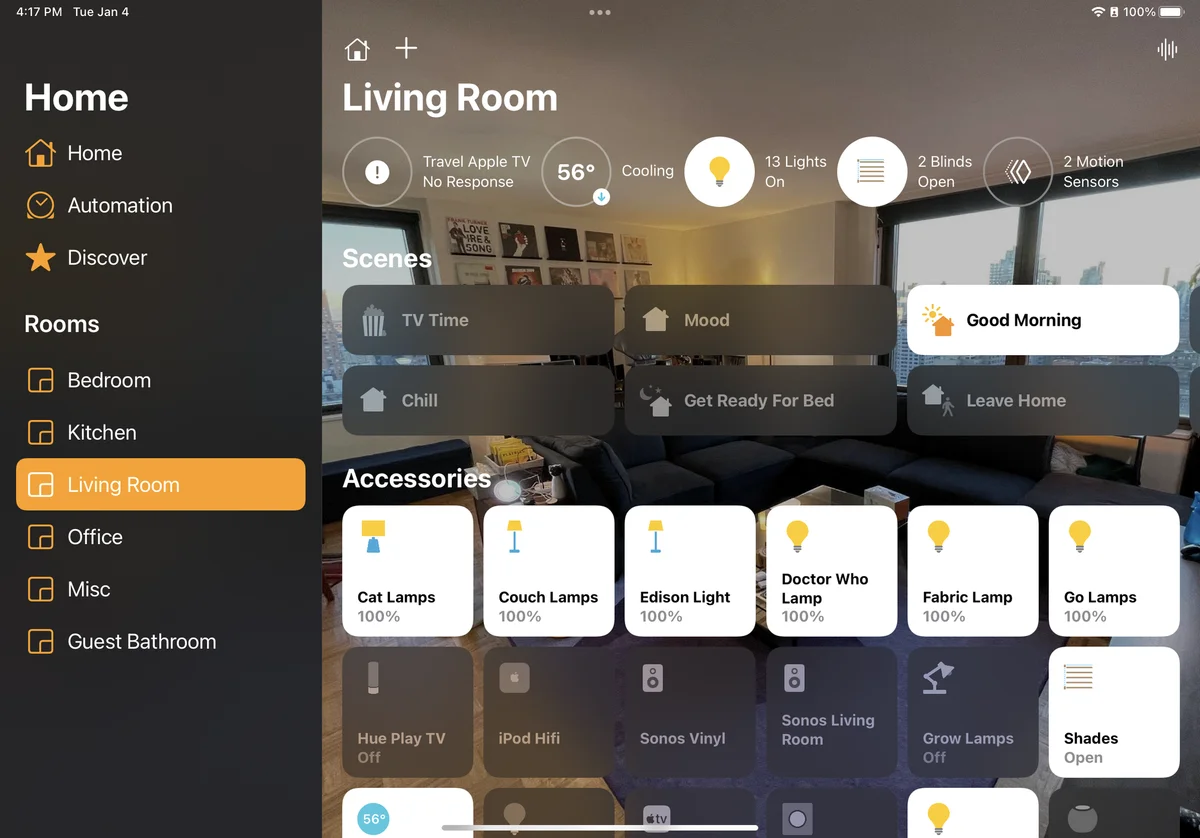 4:17 PM Tue Jan 4
100%
Home
Home
Automation
Discover
Rooms
Bedroom
Kitchen
Living Room
Office
Misc
Guest Bathroom
Living Room
Travel Apple TV
No Response
56°
Cooling
13 Lights
On
2 Blinds
Open
2 Motion
Sensors
LOVE
IRE &
SONG
Scenes
TV Time
Mood
Good Morning
Chill
Get Ready For Bed
Leave Home
Accessories
Cat Lamps
100%
Couch Lamps
100%
Edison Light
100%
Doctor Who
Lamp
100%
Fabric Lamp
100%
Go Lamps
100%
Hue Play TV
Off
iPod Hifi
Sonos Vinyl
Sonos Living
Room
Grow Lamps
Off
Shades
Open
56°
tv